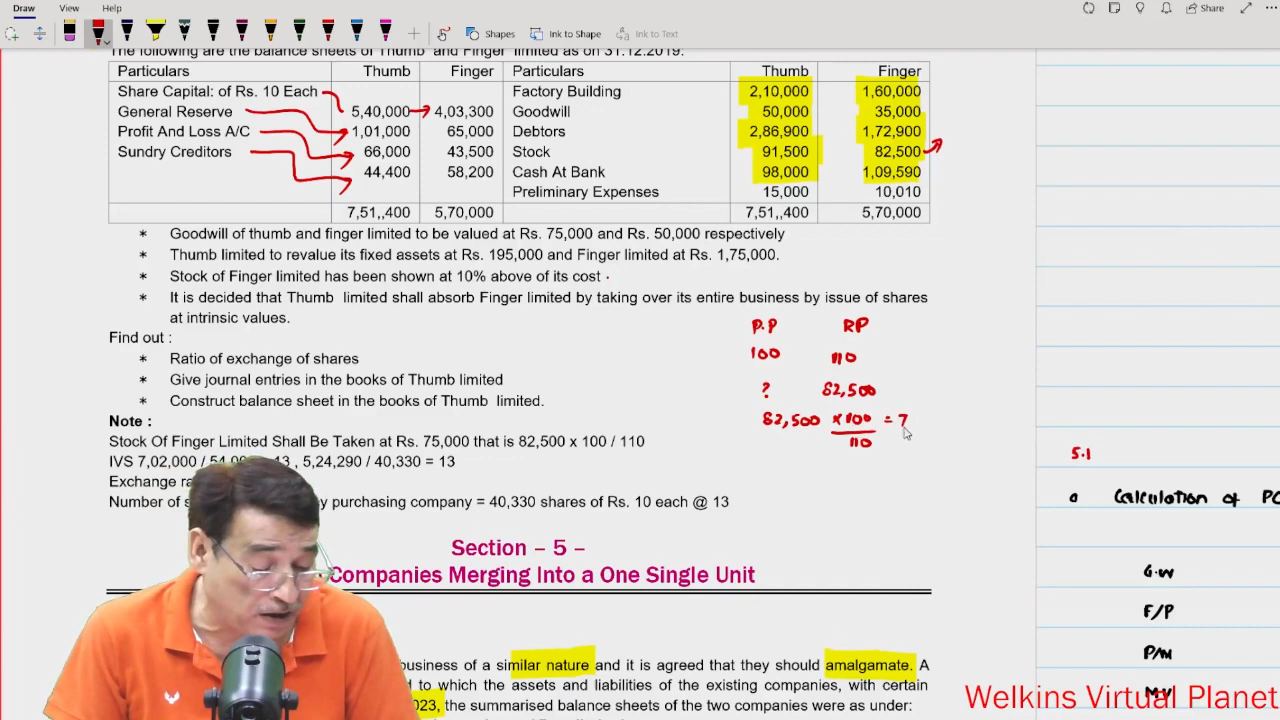 Draw View Help
Share
Shapes Ink to Shape Ink to Text
The following are the balance sheets of Thumb and Finger limited as on 31.12.2019:
Particulars Thumb Finger Particulars Thumb Finger
Share Capital: of Rs. 10 Each Factory Building 2,10,000 1,60,000
General Reserve 5,40,000 4,03,300 Goodwill 50,000 35,000
Profit And Loss A/C 1,01,000 65,000 Debtors 2,86,900 1,72,900
Sundry Creditors 66,000 43,500 Stock 91,500 82,500
44,400 58,200 Cash At Bank 98,000 1,09,590
Preliminary Expenses 15,000 10,010
7,51,,400 5,70,000 7,51,,400 5,70,000
* Goodwill of thumb and finger limited to be valued at Rs. 75,000 and Rs. 50,000 respectively
* Thumb limited to revalue its fixed assets at Rs. 195,000 and Finger limited at Rs. 1,75,000.
* Stock of Finger limited has been shown at 10% above of its cost
* It is decided that Thumb limited shall absorb Finger limited by taking over its entire business by issue of shares
at intrinsic values.
Find out :
* Ratio of exchange of shares
* Give journal entries in the books of Thumb limited
* Construct balance sheet in the books of Thumb limited.
P.P RP
100 110
? 82,500
82,500 x 100 = 7
110
Note :
Stock Of Finger Limited Shall Be Taken at Rs. 75,000 that is 82,500 x 100 / 110
IVS 7,02,000 / 13 , 5,24,290 / 40,330 = 13
Exchange
Number of by purchasing company = 40,330 shares of Rs. 10 each @ 13
Section – 5 –
Companies Merging Into a One Single Unit
business of a similar nature and it is agreed that they should amalgamate. A
to which the assets and liabilities of the existing companies, with certain
023, the summarised balance sheets of the two companies were as under:
5.1
a Calculation of PC
G.W
F/P
P/M
M.V
Welkins Virtual Planet